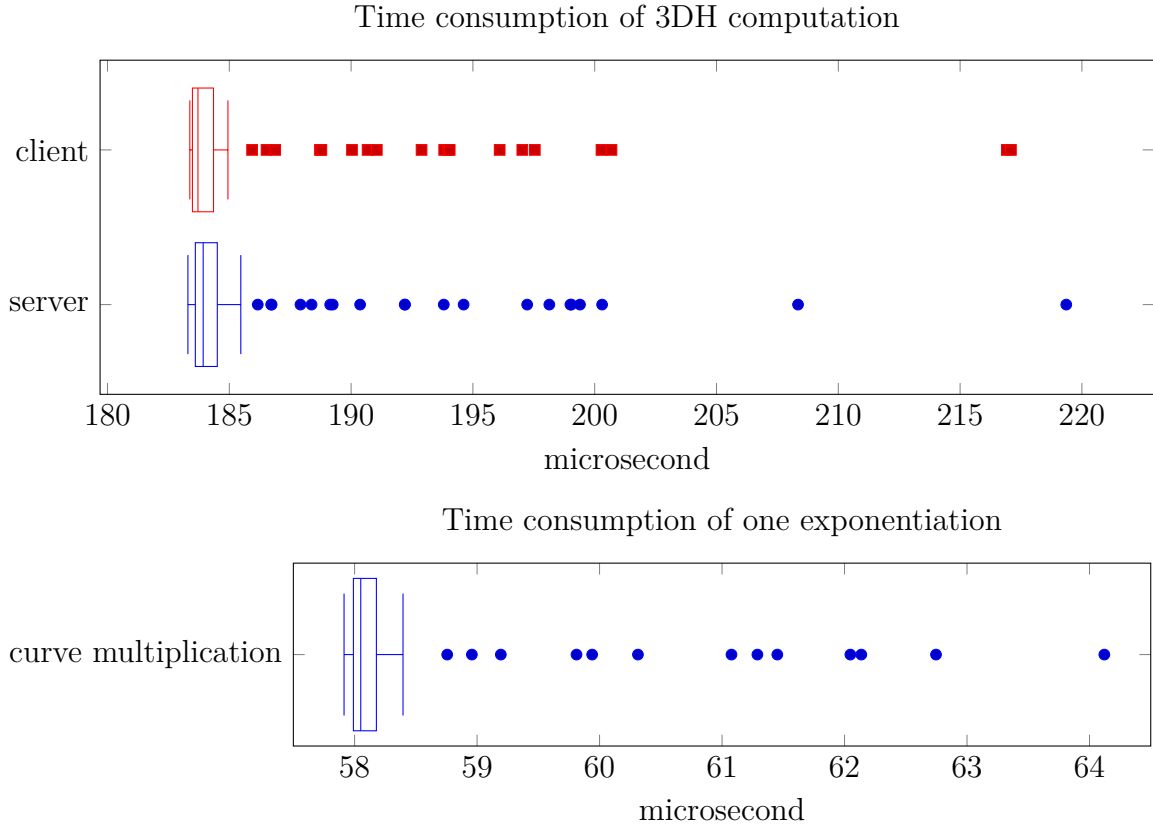 Time consumption of 3DH computation
client
server
180 185 190 195 200 205 210 215 220
microsecond
Time consumption of one exponentiation
curve multiplication
58 59 60 61 62 63 64
microsecond